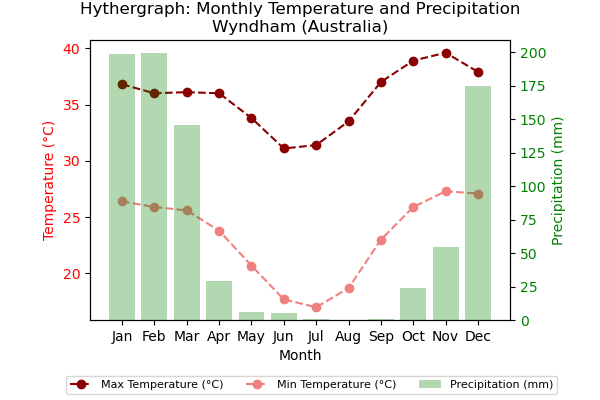 Hythergraph: Monthly Temperature and Precipitation
Wyndham (Australia)
40
35
30
25
20
Temperature (°C)
200
175
150
125
100
75
50
25
0
Precipitation (mm)
Jan Feb Mar Apr May Jun Jul Aug Sep Oct Nov Dec
Month
Max Temperature (°C) Min Temperature (°C) Precipitation (mm)